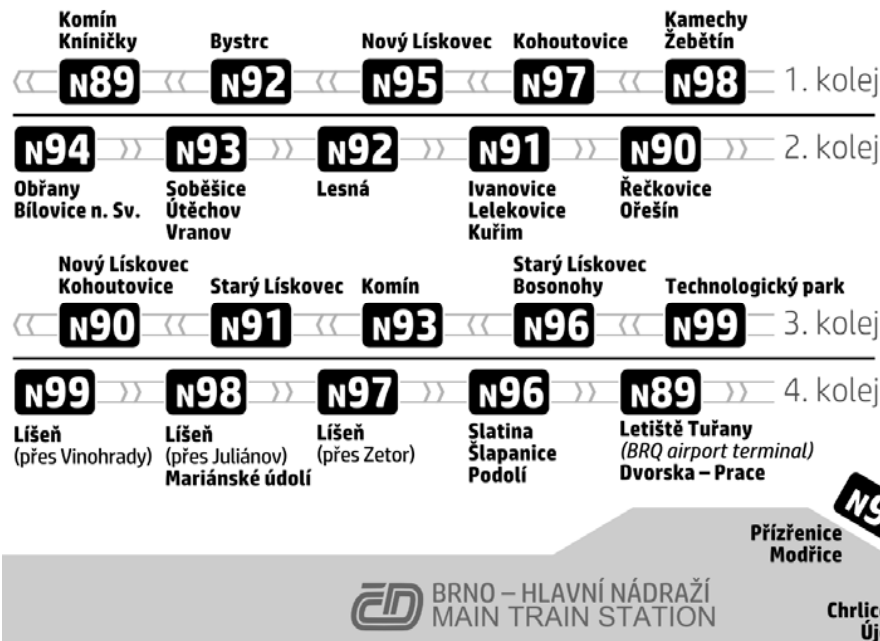 Komín
Kníničky
Bystrc
Nový Lískovec
Kohoutovice
Kamechy
Žebětín
N89
N92
N95
N97
N98
1. kolej
N94
N93
N92
N91
N90
2. kolej
Obřany
Bílovice n. Sv.
Soběšice
Útěchov
Vranov
Lesná
Ivanovice
Lelekovice
Kuřim
Řečkovice
Ořešín
Nový Lískovec
Kohoutovice
Starý Lískovec
Komín
Starý Lískovec
Bosonohy
Technologický park
N90
N91
N93
N96
N99
3. kolej
N99
N98
N97
N96
N89
4. kolej
Líšeň
(přes Vinohrady)
Líšeň
(přes Juliánov)
Mariánské údolí
Líšeň
(přes Zetor)
Slatina
Šlapanice
Podolí
Letiště Tuřany
(BRQ airport terminal)
Dvorska – Prace
Přízřenice
Modřice
ČD BRNO – HLAVNÍ NÁDRAŽÍ
MAIN TRAIN STATION